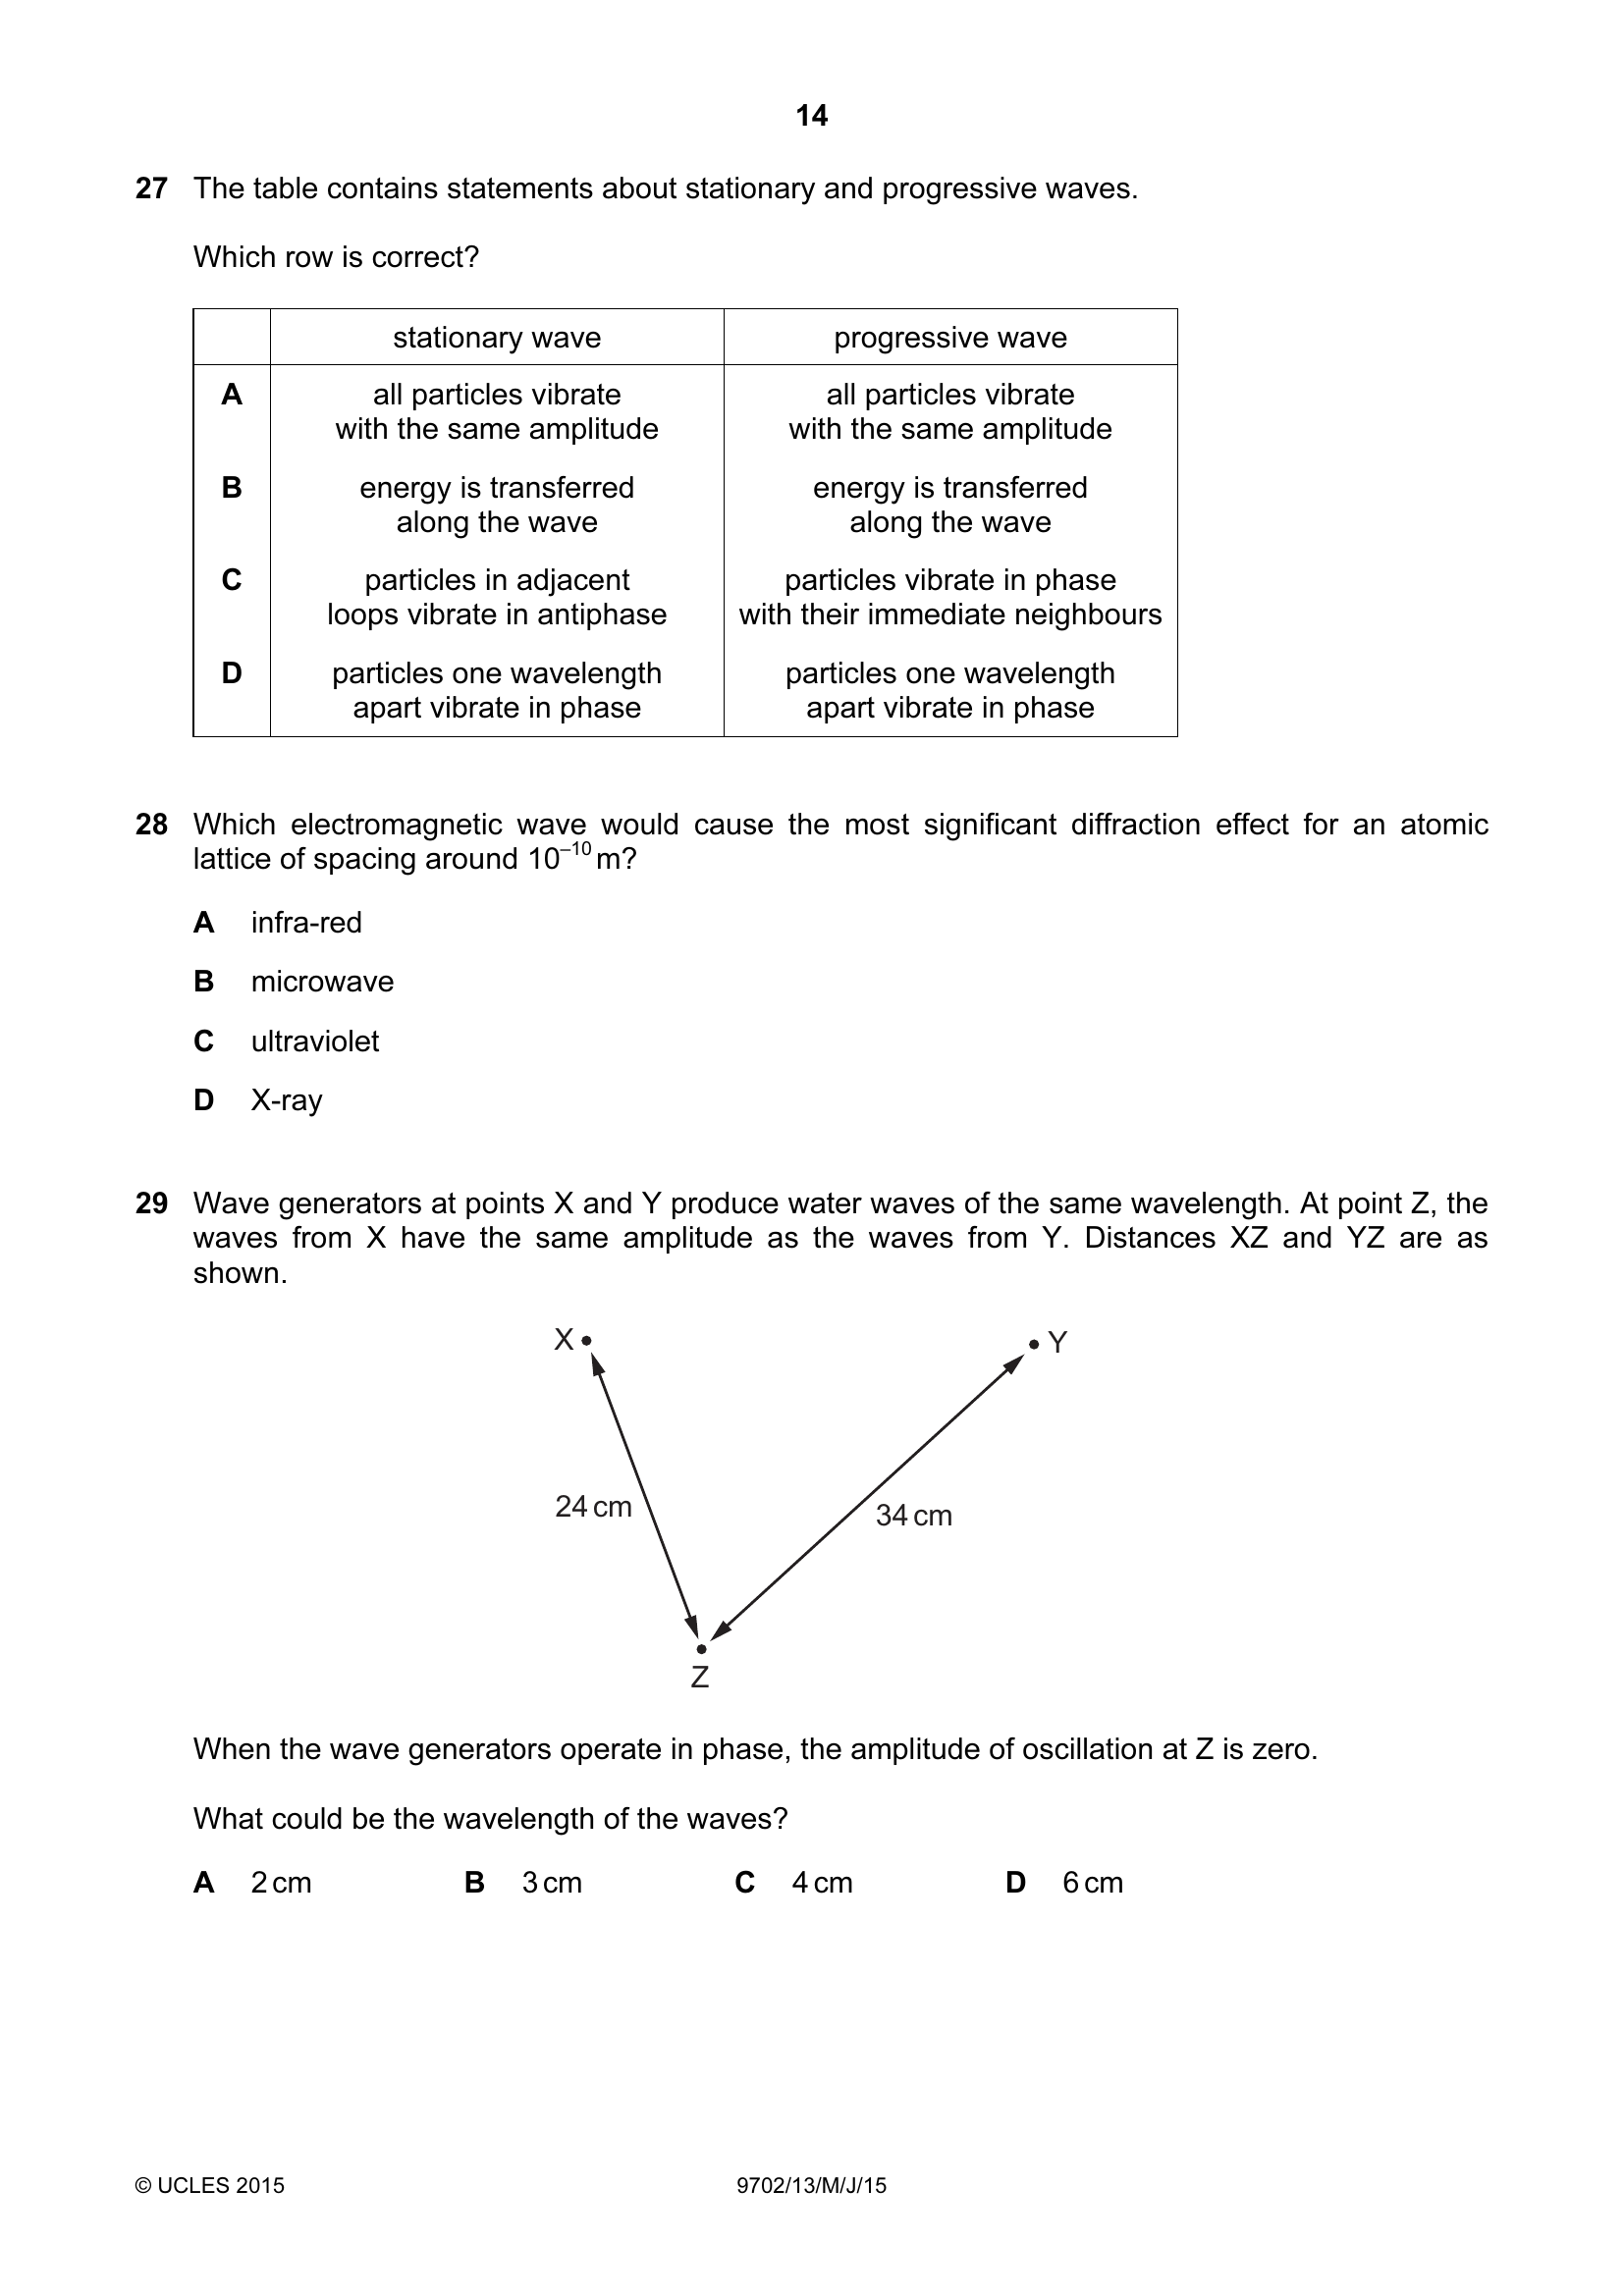 14
27 The table contains statements about stationary and progressive waves.
Which row is correct?
stationary wave progressive wave
A all particles vibrate all particles vibrate
with the same amplitude with the same amplitude
B energy is transferred energy is transferred
along the wave along the wave
C particles in adjacent particles vibrate in phase
loops vibrate in antiphase with their immediate neighbours
D particles one wavelength particles one wavelength
apart vibrate in phase apart vibrate in phase
28 Which electromagnetic wave would cause the most significant diffraction effect for an atomic
lattice of spacing around 10⁻¹⁰ m?
A infra-red
B microwave
C ultraviolet
D X-ray
29 Wave generators at points X and Y produce water waves of the same wavelength. At point Z, the
waves from X have the same amplitude as the waves from Y. Distances XZ and YZ are as
shown.
X Y
24 cm 34 cm
Z
When the wave generators operate in phase, the amplitude of oscillation at Z is zero.
What could be the wavelength of the waves?
A 2 cm B 3 cm C 4 cm D 6 cm
© UCLES 2015 9702/13/M/J/15